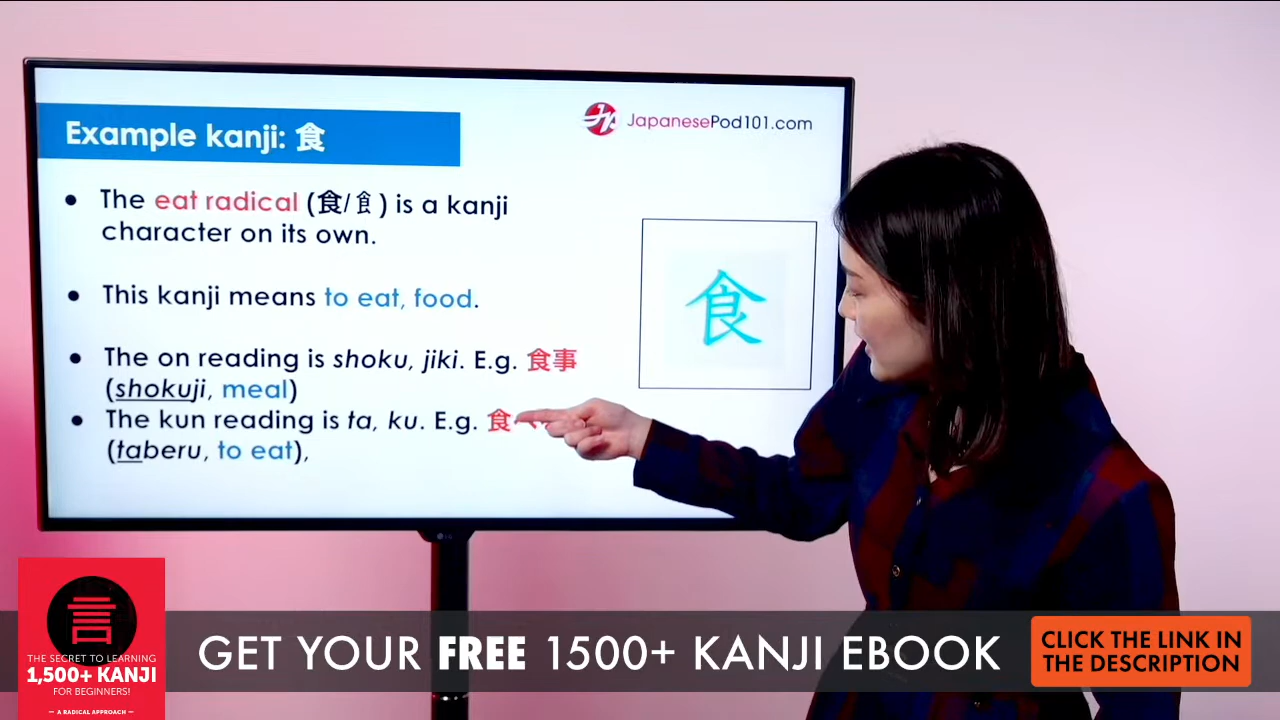 Example kanji: 食
JapanesePod101.com
• The eat radical (食/飠) is a kanji
character on its own.
• This kanji means to eat, food.
食
• The on reading is shoku, jiki. E.g. 食事
(shokuji, meal)
• The kun reading is ta, ku. E.g. 食
(taberu, to eat),
LG
言
THE SECRET TO LEARNING
1,500+ KANJI
FOR BEGINNERS!
— A RADICAL APPROACH —
GET YOUR FREE 1500+ KANJI EBOOK
CLICK THE LINK IN
THE DESCRIPTION